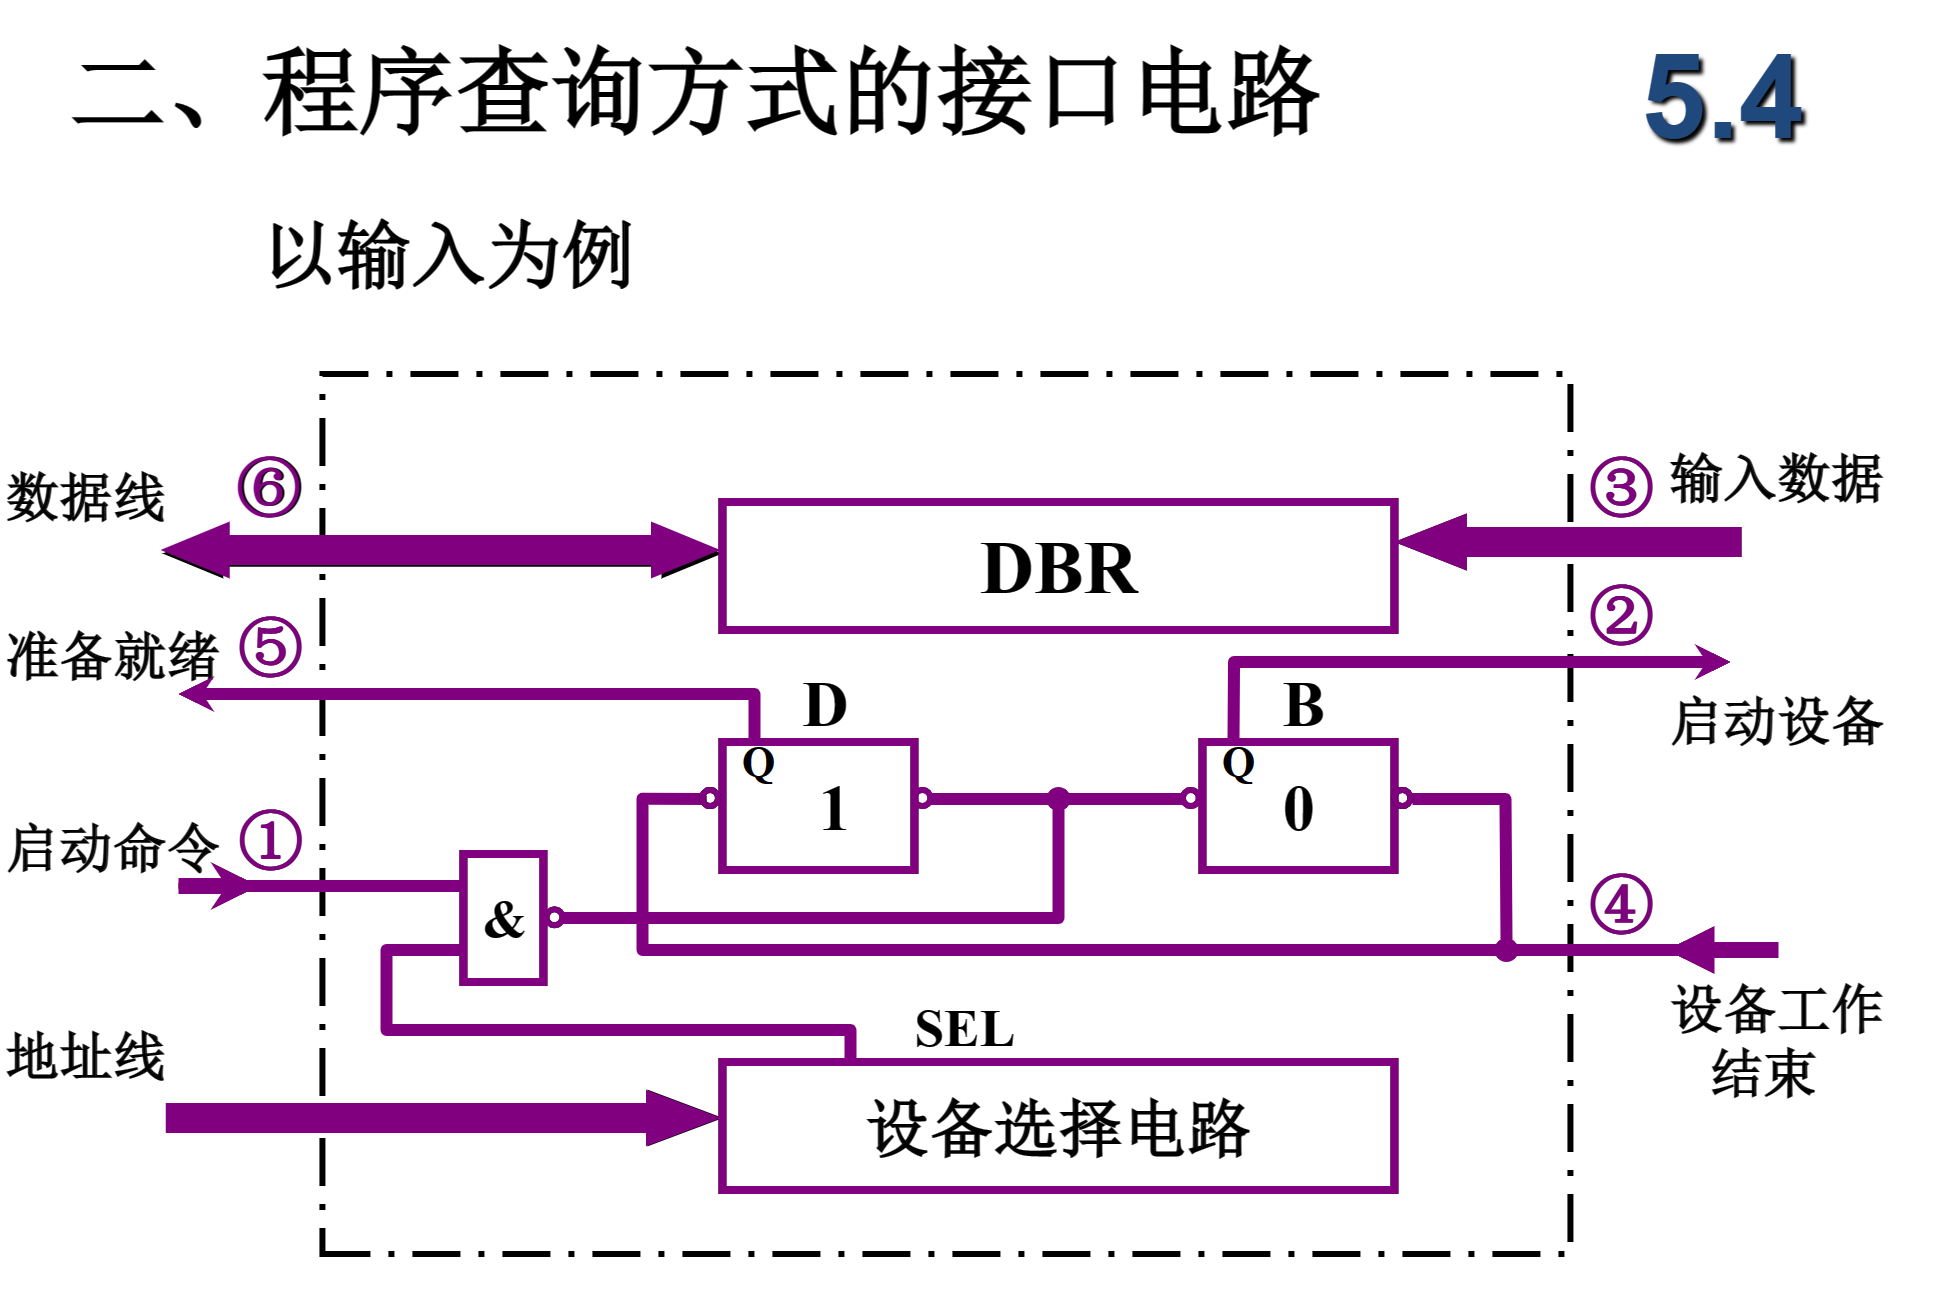 二、程序查询方式的接口电路 5.4
以输入为例
数据线 ⑥ ③ 输入数据
DBR
准备就绪 ⑤ ② 启动设备
D B
Q Q
1 0
启动命令 ① ④
&
设备工作
结束
SEL
地址线
设备选择电路